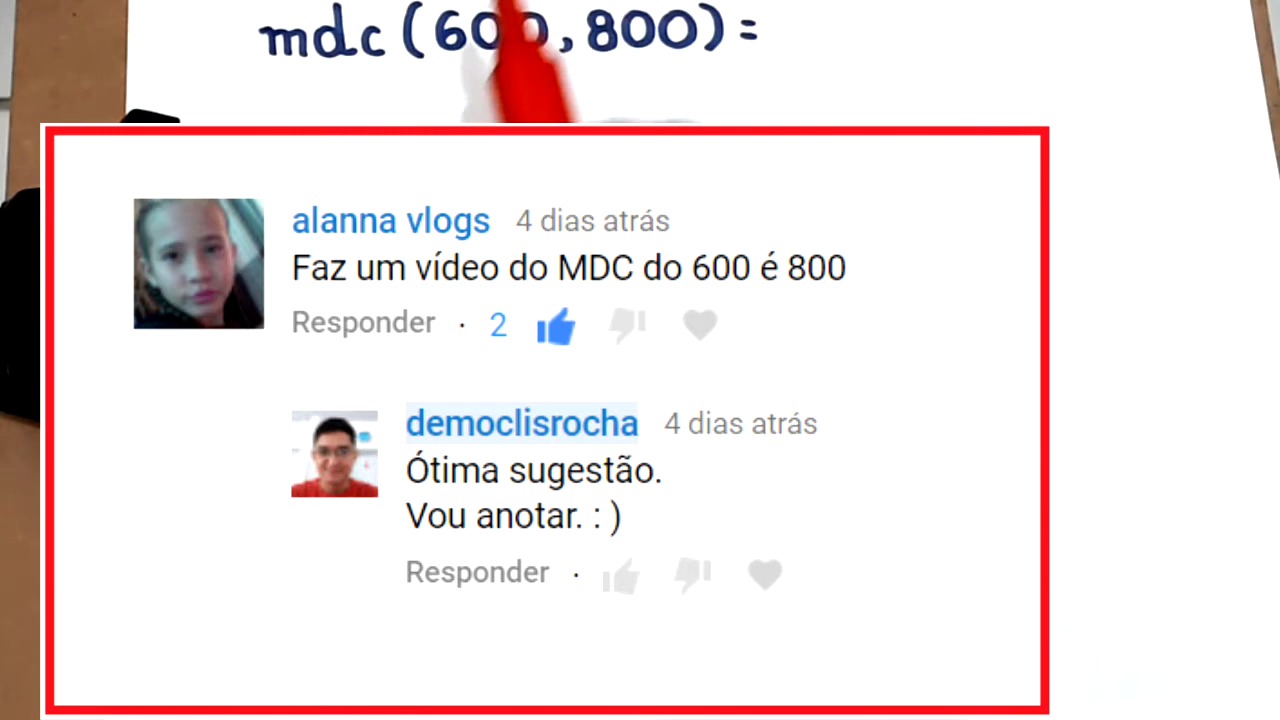 mdc (600,800) =
alanna vlogs 4 dias atrás
Faz um vídeo do MDC do 600 é 800
Responder · 2
democlisrocha 4 dias atrás
Ótima sugestão.
Vou anotar. : )
Responder ·